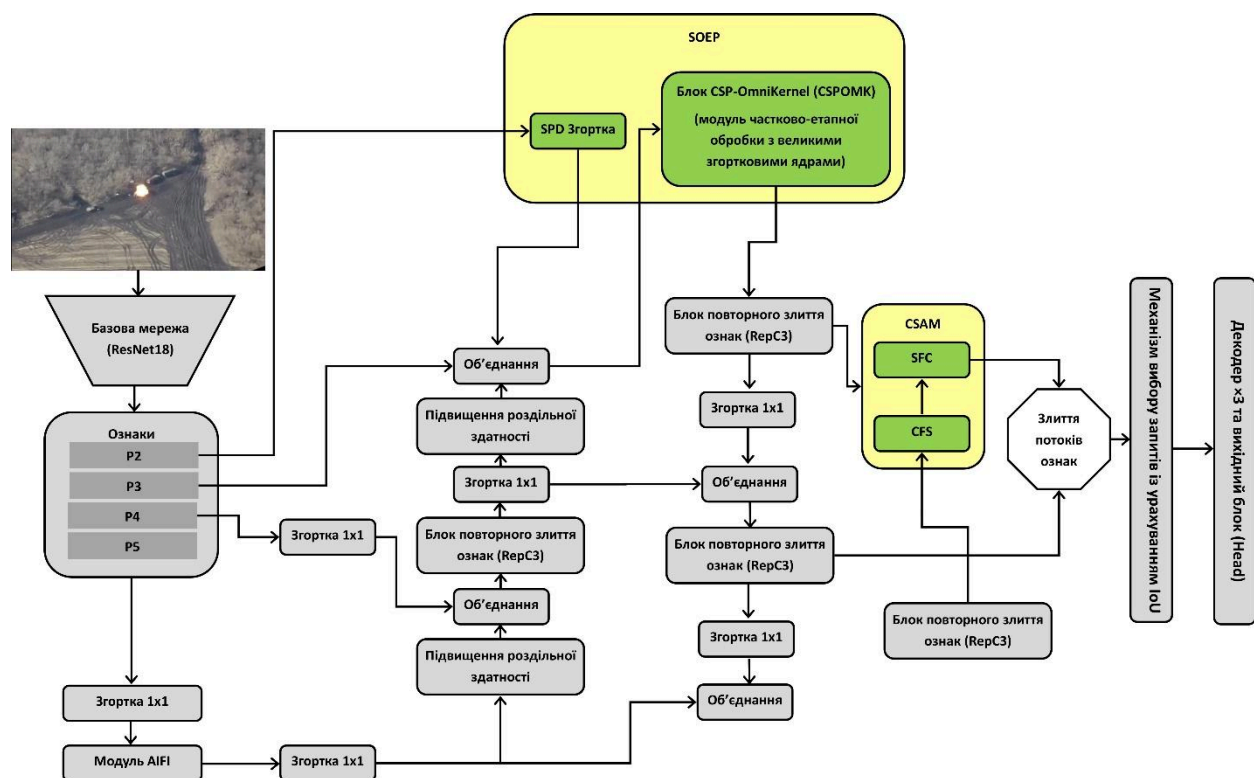 SOEP
Блок CSP-OmniKernel (CSPOMK)
(модуль частково-етапної
обробки з великими
згортковими ядрами)
SPD Згортка
Базова мережа
(ResNet18)
Ознаки
P2
P3
P4
P5
Згортка 1x1
Модуль AIFI
Згортка 1x1
Згортка 1x1
Об’єднання
Підвищення роздільної
здатності
Згортка 1x1
Блок повторного злиття
ознак (RepC3)
Об’єднання
Підвищення роздільної
здатності
Блок повторного злиття
ознак (RepC3)
Згортка 1x1
Об’єднання
Блок повторного злиття
ознак (RepC3)
Згортка 1x1
Об’єднання
CSAM
SFC
CFS
Блок повторного злиття
ознак (RepC3)
Злиття
потоків
ознак
Механізм вибору запитів із урахуванням IoU
Декодер ×3 та вихідний блок (Head)